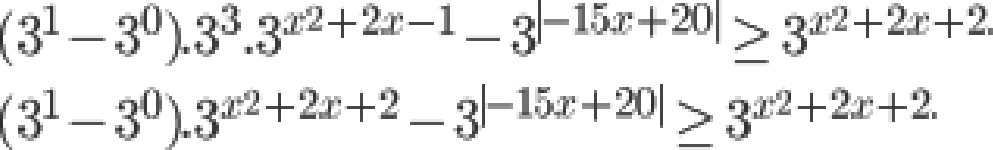 (3^1 − 3^0).3^3.3^{x2+2x−1} − 3^{|−15x+20|} ≥ 3^{x2+2x+2}.
(3^1 − 3^0).3^{x2+2x+2} − 3^{|−15x+20|} ≥ 3^{x2+2x+2}.